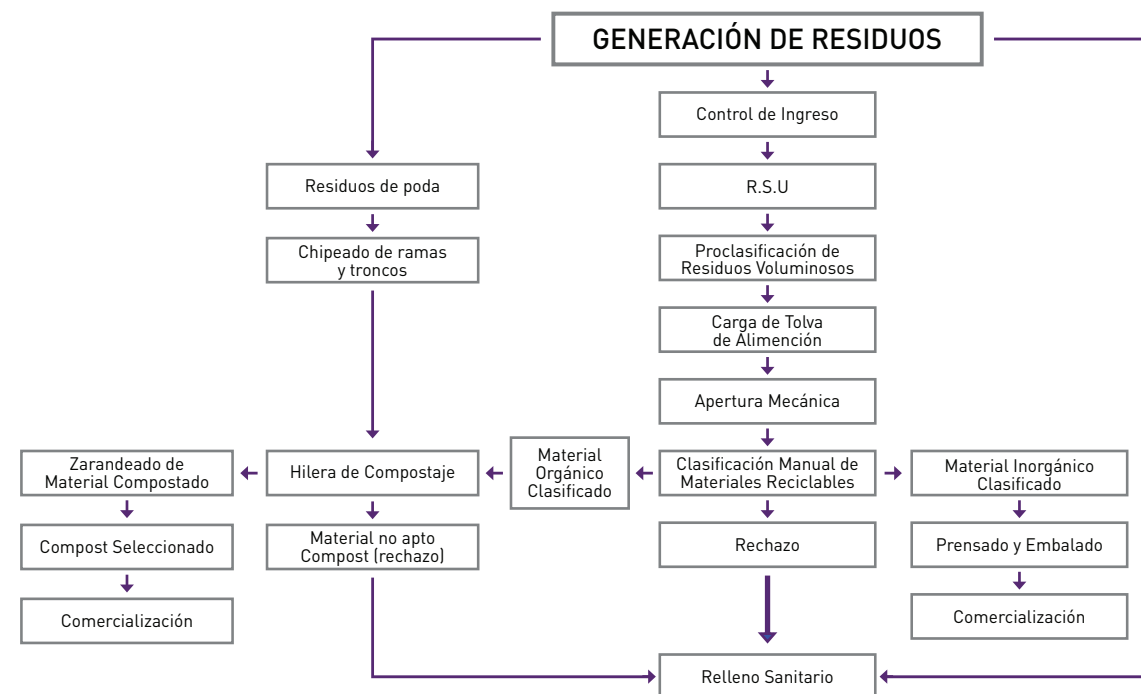 GENERACIÓN DE RESIDUOS
Control de Ingreso
Residuos de poda
R.S.U
Chipeado de ramas
y troncos
Proclasificación de
Residuos Voluminosos
Carga de Tolva
de Alimención
Apertura Mecánica
Zarandeado de
Material Compostado
Hilera de Compostaje
Material
Orgánico
Clasificado
Clasificación Manual de
Materiales Reciclables
Material Inorgánico
Clasificado
Compost Seleccionado
Material no apto
Compost (rechazo)
Rechazo
Prensado y Embalado
Comercialización
Comercialización
Relleno Sanitario